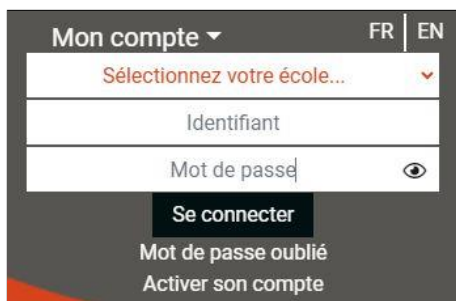 Mon compte FR | EN
Sélectionnez votre école...
Identifiant
Mot de passe
Se connecter
Mot de passe oublié
Activer son compte